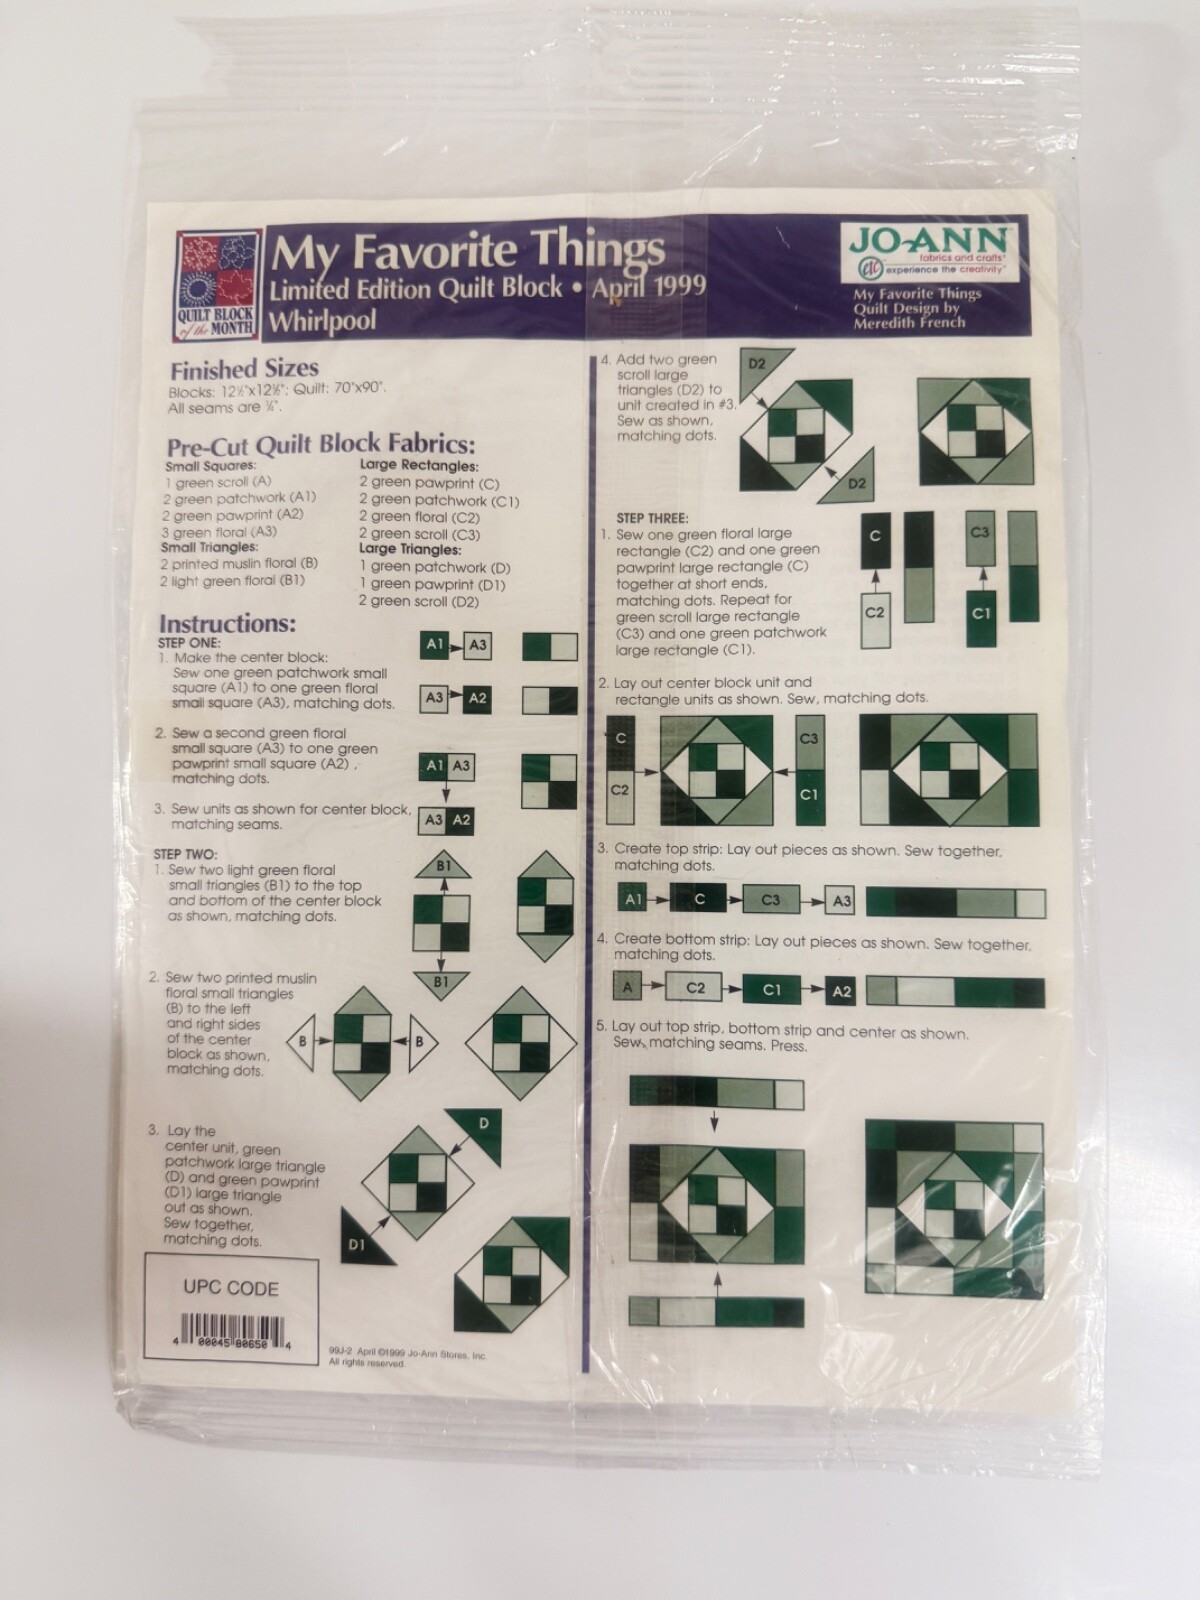 QUILT BLOCK
of the MONTH
My Favorite Things
Limited Edition Quilt Block • April 1999
Whirlpool
JO-ANN
fabrics and crafts
etc experience the creativity
My Favorite Things
Quilt Design by
Meredith French
Finished Sizes
Blocks: 12½"x12½"; Quilt: 70"x90".
All seams are ¼".
Pre-Cut Quilt Block Fabrics:
Small Squares:
1 green scroll (A)
2 green patchwork (A1)
2 green pawprint (A2)
3 green floral (A3)
Small Triangles:
2 printed muslin floral (B)
2 light green floral (B1)
Large Rectangles:
2 green pawprint (C)
2 green patchwork (C1)
2 green floral (C2)
2 green scroll (C3)
Large Triangles:
1 green patchwork (D)
1 green pawprint (D1)
2 green scroll (D2)
Instructions:
STEP ONE:
1. Make the center block:
Sew one green patchwork small
square (A1) to one green floral
small square (A3), matching dots.
A1 A3
A3 A2
2. Sew a second green floral
small square (A3) to one green
pawprint small square (A2) ,
matching dots.
A1 A3
3. Sew units as shown for center block,
matching seams.
A3 A2
STEP TWO:
1. Sew two light green floral
small triangles (B1) to the top
and bottom of the center block
as shown, matching dots.
B1
B1
2. Sew two printed muslin
floral small triangles
(B) to the left
and right sides
of the center
block as shown,
matching dots.
B B
3. Lay the
center unit, green
patchwork large triangle
(D) and green pawprint
(D1) large triangle
out as shown.
Sew together,
matching dots.
D
D1
UPC CODE
4 00045 80650 4
99J-2 April ©1999 Jo-Ann Stores, Inc.
All rights reserved.
4. Add two green
scroll large
triangles (D2) to
unit created in #3.
Sew as shown,
matching dots.
D2
D2
STEP THREE:
1. Sew one green floral large
rectangle (C2) and one green
pawprint large rectangle (C)
together at short ends,
matching dots. Repeat for
green scroll large rectangle
(C3) and one green patchwork
large rectangle (C1).
C C3
C2 C1
2. Lay out center block unit and
rectangle units as shown. Sew, matching dots.
C C3
C2 C1
3. Create top strip: Lay out pieces as shown. Sew together,
matching dots.
A1 C C3 A3
4. Create bottom strip: Lay out pieces as shown. Sew together,
matching dots.
A C2 C1 A2
5. Lay out top strip, bottom strip and center as shown.
Sew, matching seams. Press.